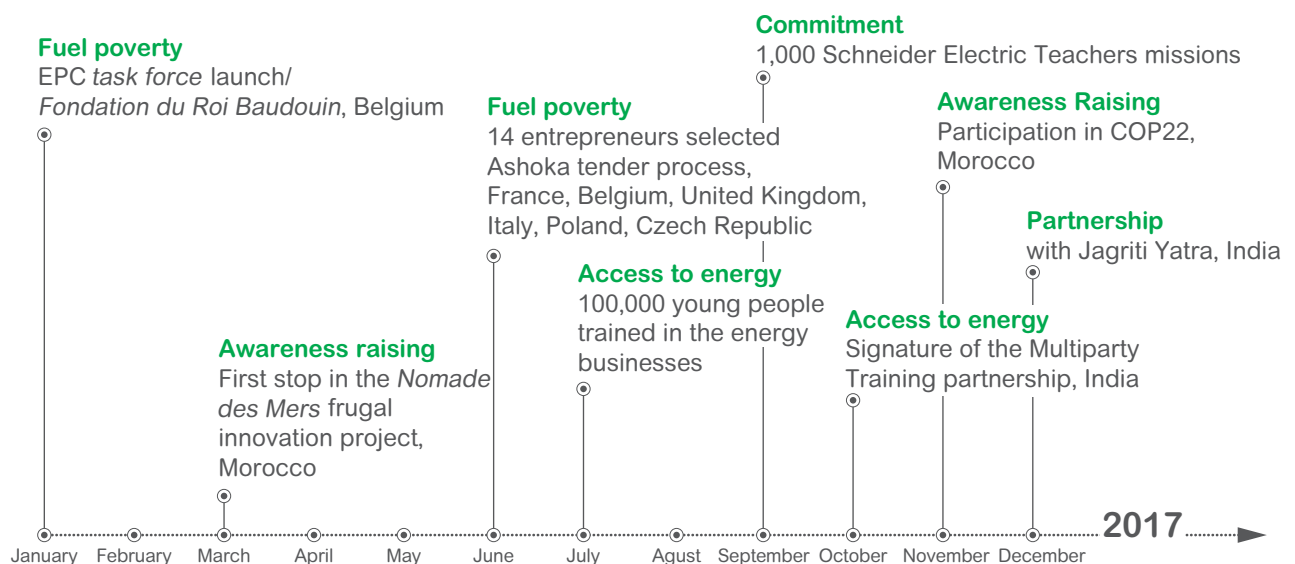 Fuel poverty
EPC task force launch/
Fondation du Roi Baudouin, Belgium
Awareness raising
First stop in the Nomade
des Mers frugal
innovation project,
Morocco
Fuel poverty
14 entrepreneurs selected
Ashoka tender process,
France, Belgium, United Kingdom,
Italy, Poland, Czech Republic
Access to energy
100,000 young people
trained in the energy
businesses
Commitment
1,000 Schneider Electric Teachers missions
Access to energy
Signature of the Multiparty
Training partnership, India
Awareness Raising
Participation in COP22,
Morocco
Partnership
with Jagriti Yatra, India
2017
January February March April May June July Agust September October November December